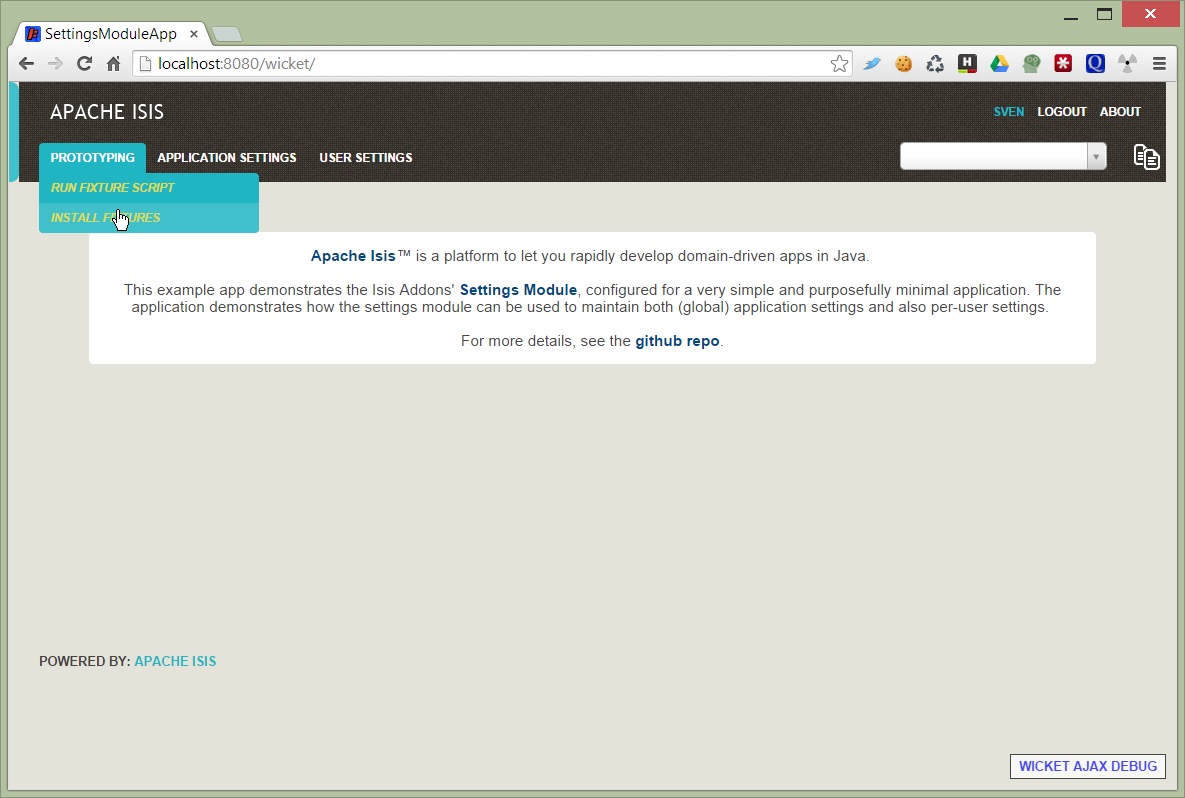 SettingsModuleApp
localhost:8080/wicket/
APACHE ISIS
SVEN LOGOUT ABOUT
PROTOTYPING APPLICATION SETTINGS USER SETTINGS
RUN FIXTURE SCRIPT
INSTALL FIXTURES
Apache Isis™ is a platform to let you rapidly develop domain-driven apps in Java.
This example app demonstrates the Isis Addons' Settings Module, configured for a very simple and purposefully minimal application. The
application demonstrates how the settings module can be used to maintain both (global) application settings and also per-user settings.
For more details, see the github repo.
POWERED BY: APACHE ISIS
WICKET AJAX DEBUG